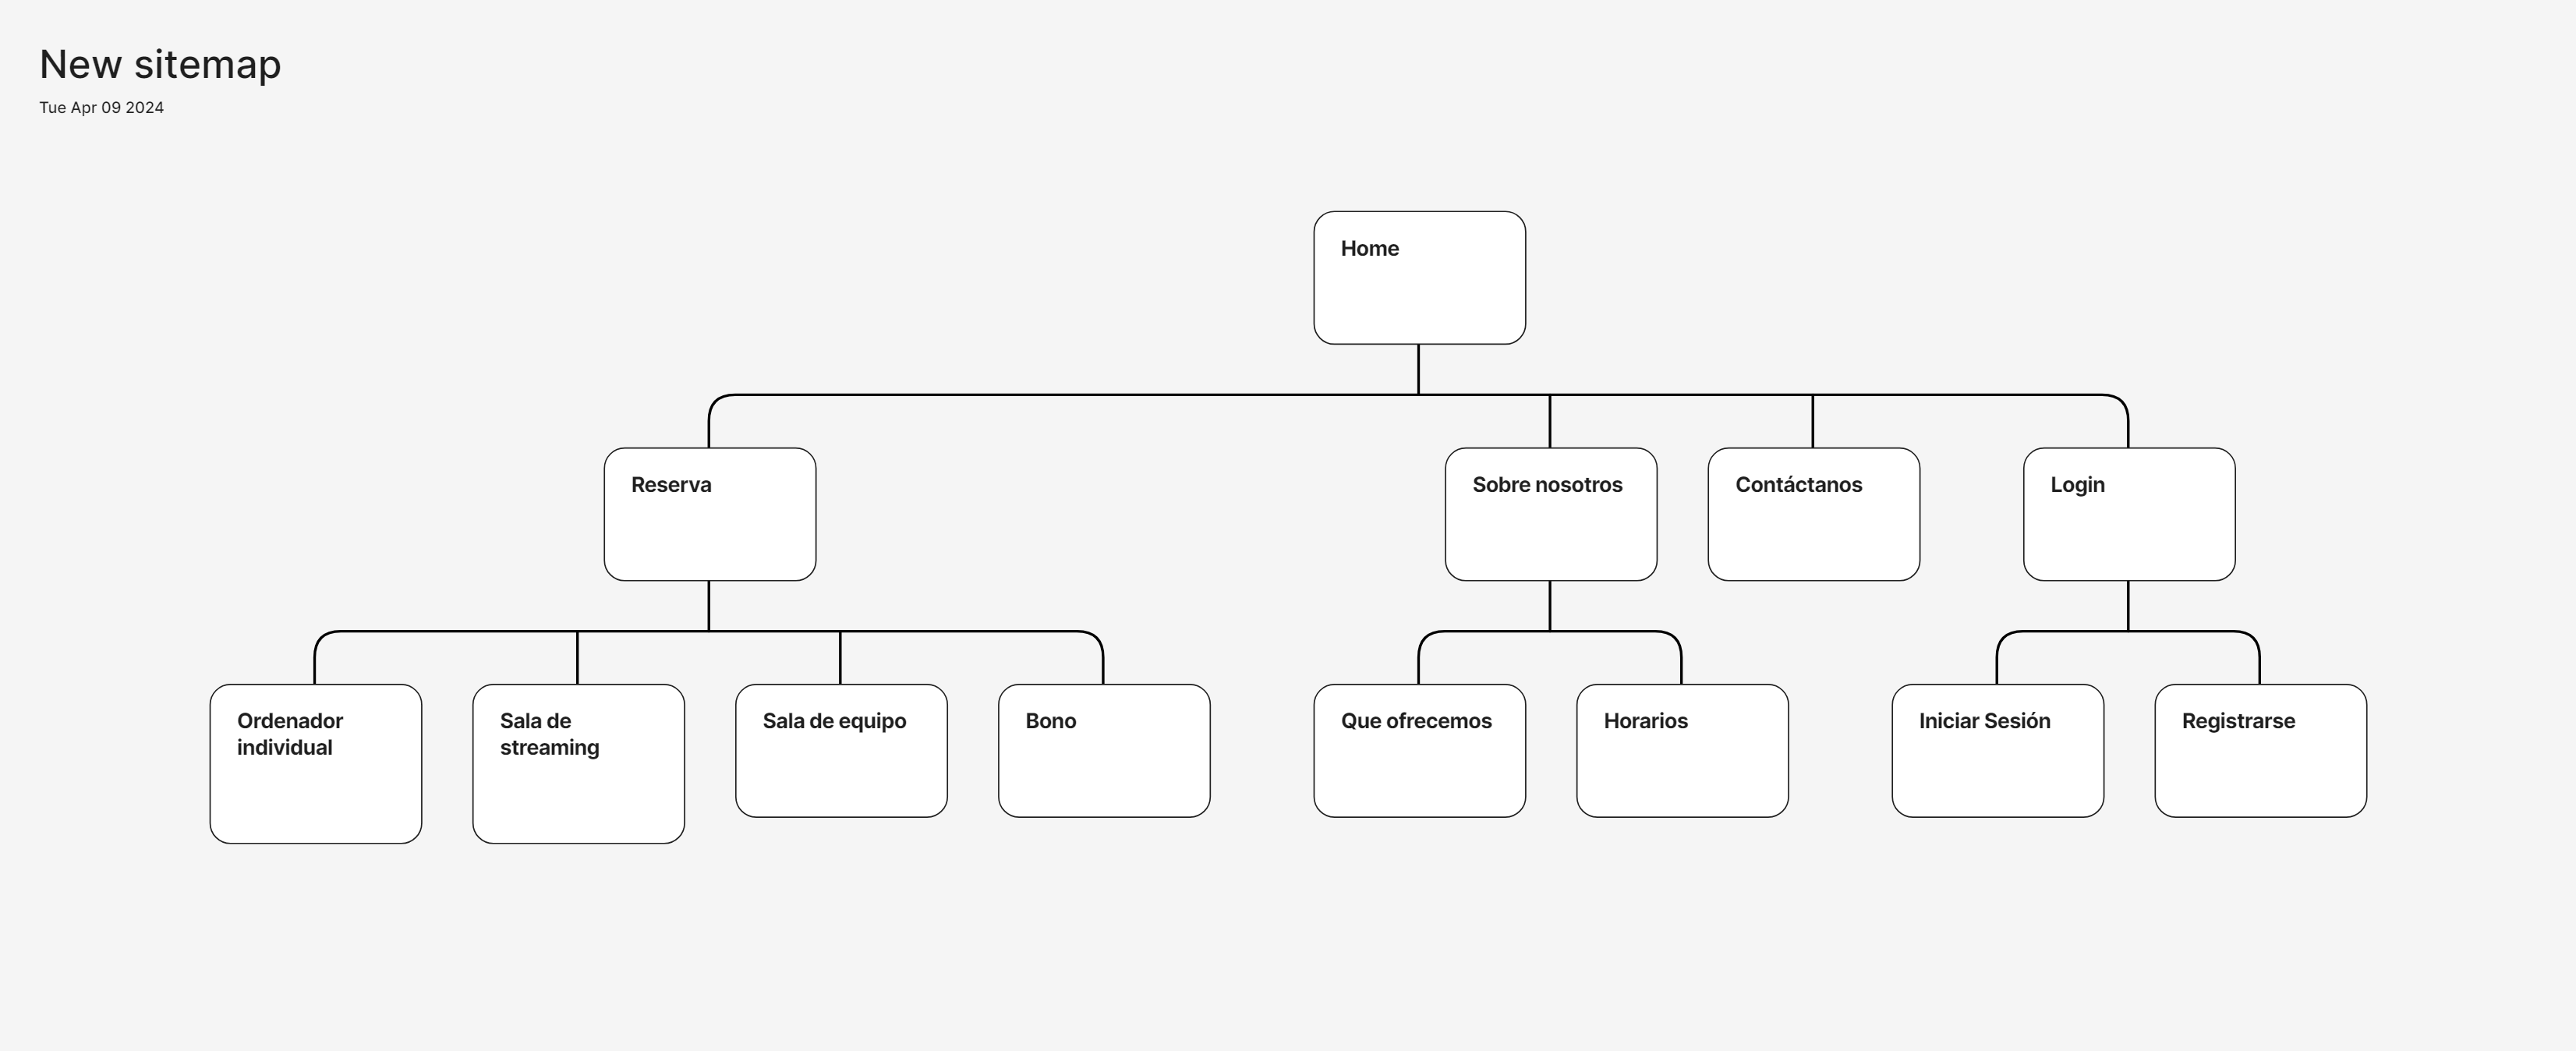 New sitemap
Tue Apr 09 2024
Home
Reserva
Sobre nosotros
Contáctanos
Login
Ordenador
individual
Sala de
streaming
Sala de equipo
Bono
Que ofrecemos
Horarios
Iniciar Sesión
Registrarse